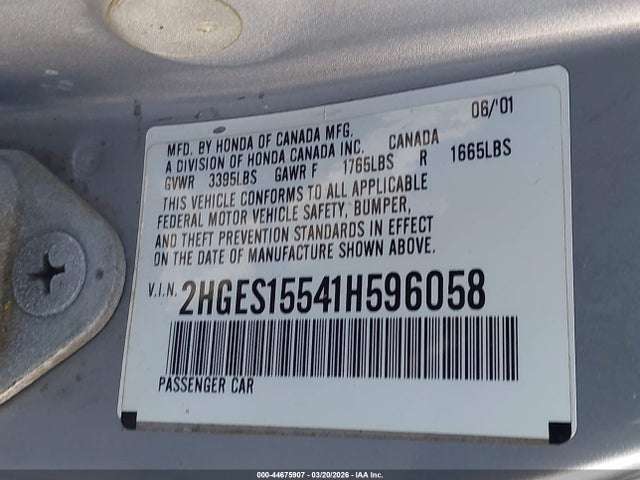 06/'01
MFD. BY HONDA OF CANADA MFG.
A DIVISION OF HONDA CANADA INC. CANADA
GVWR 3395LBS GAWR F 1765LBS R 1665LBS
THIS VEHICLE CONFORMS TO ALL APPLICABLE
FEDERAL MOTOR VEHICLE SAFETY, BUMPER,
AND THEFT PREVENTION STANDARDS IN EFFECT
ON THE DATE OF MANUFACTURE SHOWN ABOVE.
V.I.N. 2HGES15541H596058
PASSENGER CAR
000-44675907 - 03/20/2026 - IAA Inc.